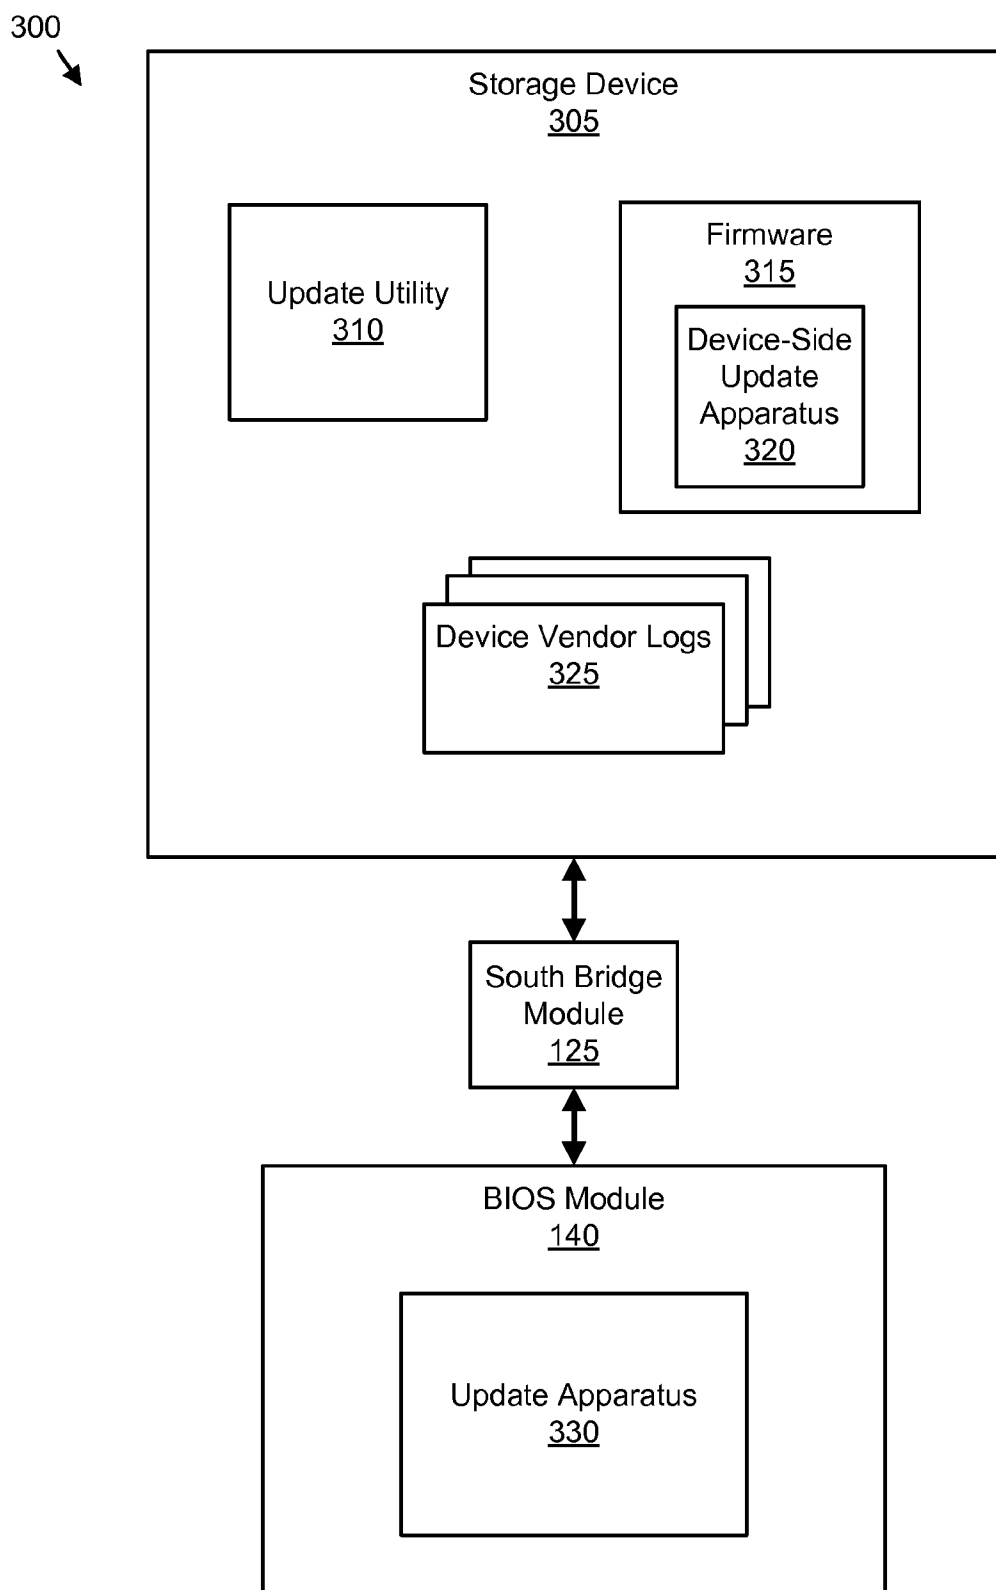 300
Storage Device
305
Update Utility
310
Firmware
315
Device-Side
Update
Apparatus
320
Device Vendor Logs
325
South Bridge
Module
125
BIOS Module
140
Update Apparatus
330